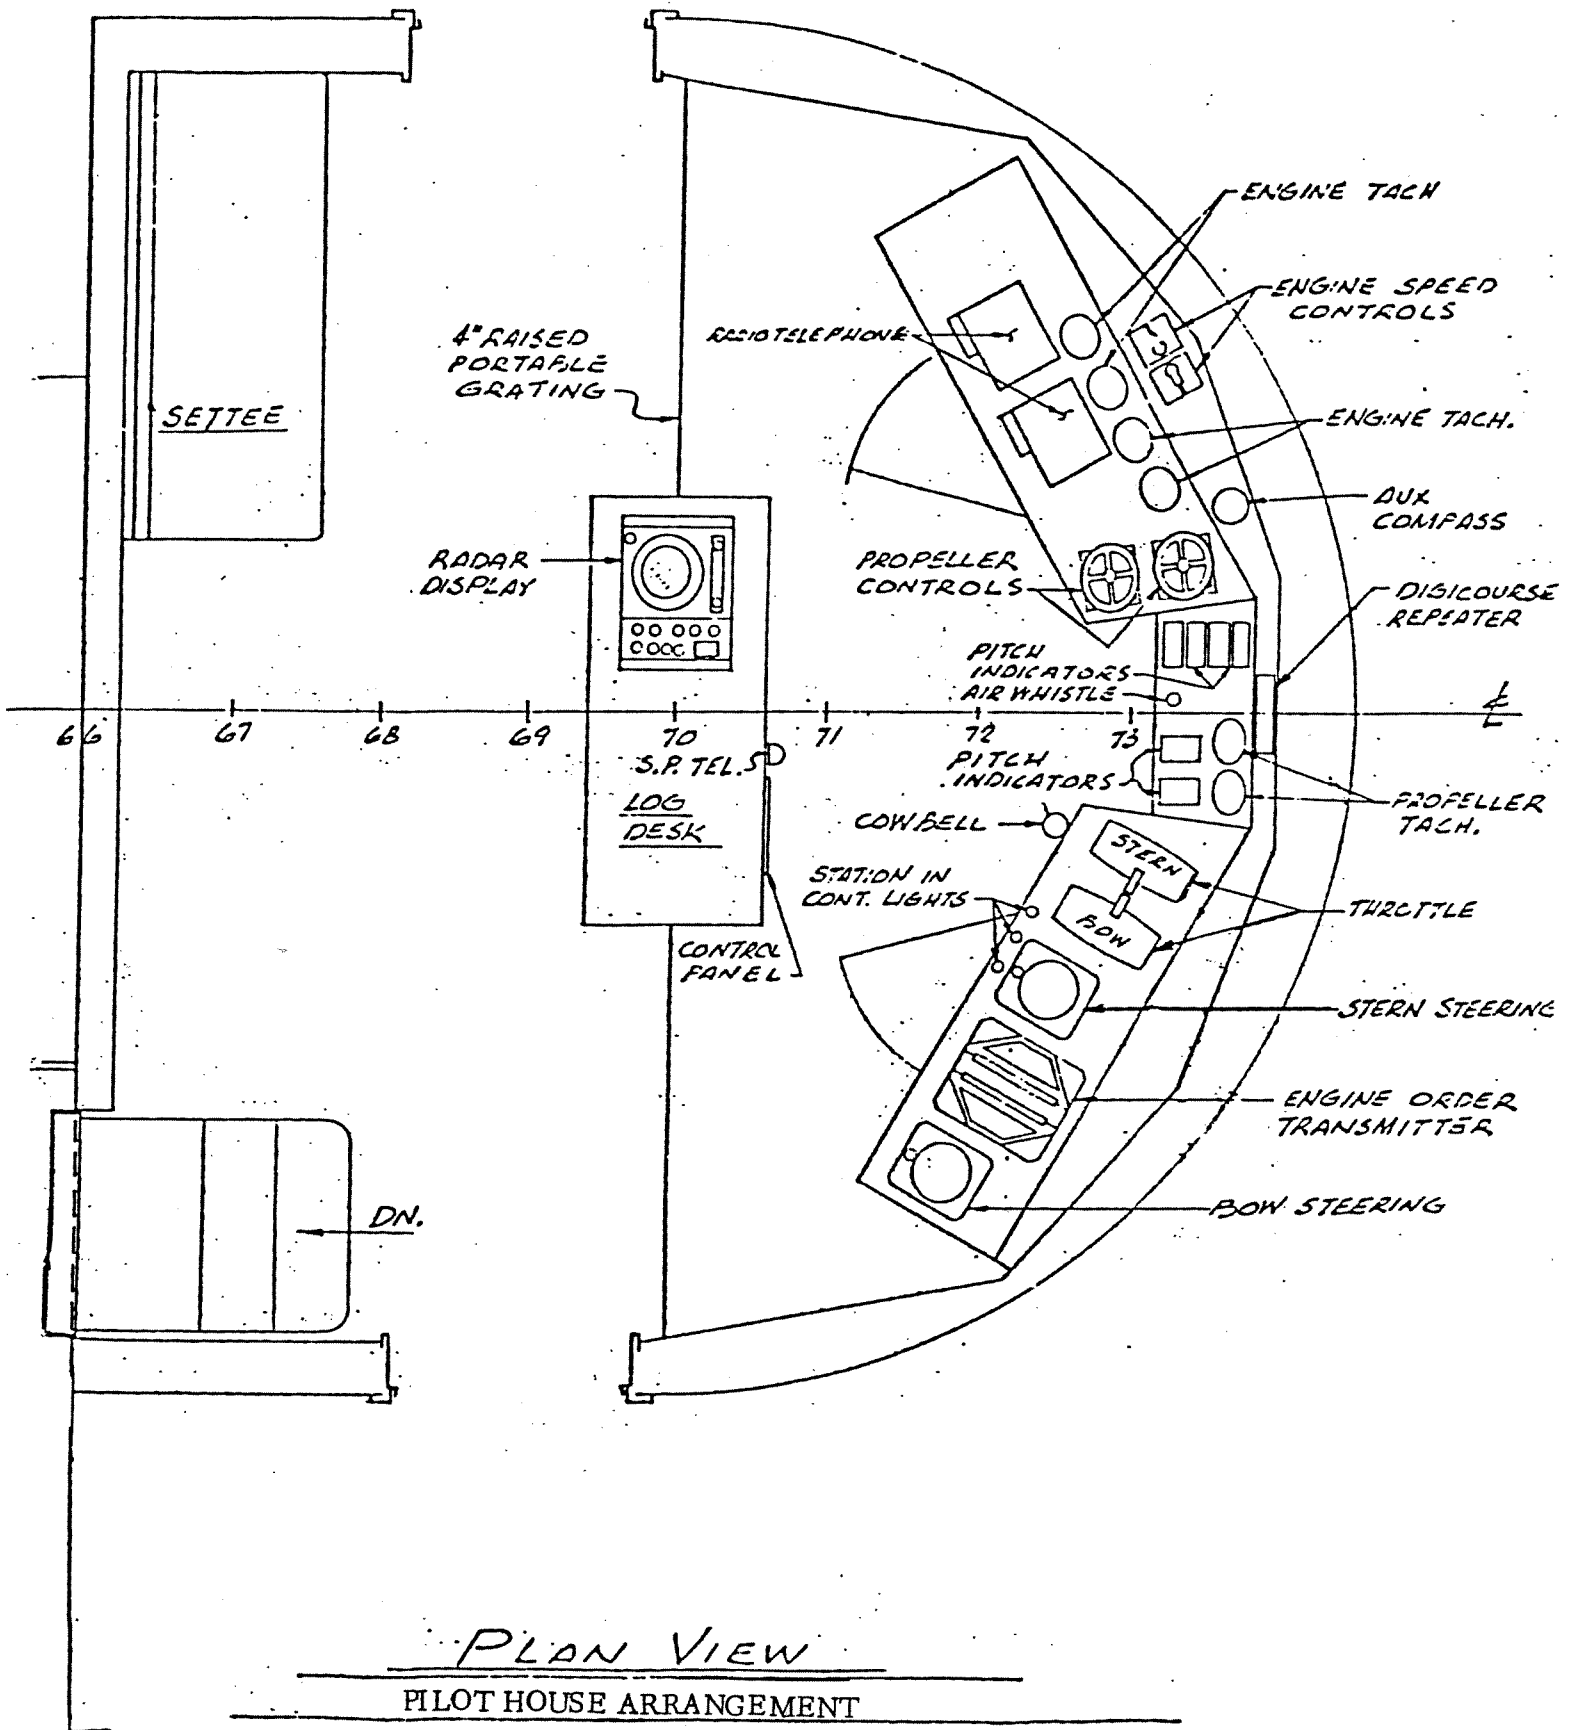 ENGINE TACH
ENGINE SPEED
CONTROLS
4" RAISED
PORTABLE
GRATING
RADIO TELEPHONE
SETTEE
ENGINE TACH.
AUX
COMPASS
RADAR
DISPLAY
PROPELLER
CONTROLS
DIGICOURSE
REPEATER
PITCH
INDICATORS
AIR WHISTLE
66 67 68 69 70 71 72 73
S.P. TEL.
PITCH
INDICATORS
LOG
DESK
PROPELLER
TACH.
COWBELL
STERN
STATION IN
CONT. LIGHTS
BOW
THROTTLE
CONTROL
PANEL
STERN STEERING
ENGINE ORDER
TRANSMITTER
DN.
BOW STEERING
PLAN VIEW
PILOT HOUSE ARRANGEMENT